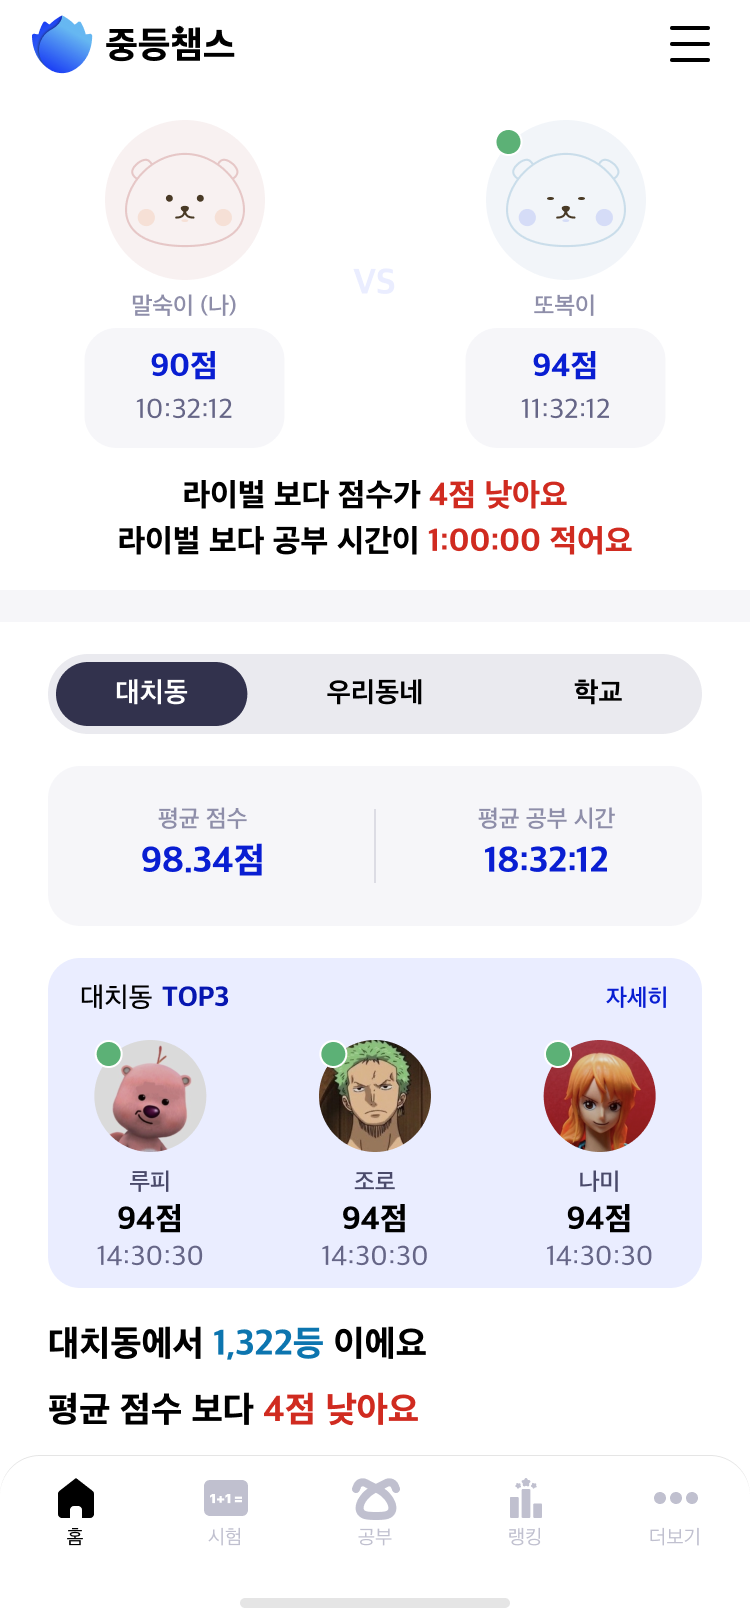 중등챔스
VS
말숙이 (나)
또복이
90점
94점
10:32:12
11:32:12
라이벌 보다 점수가 4점 낮아요
라이벌 보다 공부 시간이 1:00:00 적어요
대치동
우리동네
학교
평균 점수
평균 공부 시간
98.34점
18:32:12
대치동 TOP3
자세히
루피
조로
나미
94점
94점
94점
14:30:30
14:30:30
14:30:30
대치동에서 1,322등 이에요
평균 점수 보다 4점 낮아요
1+1=
홈
시험
공부
랭킹
더보기